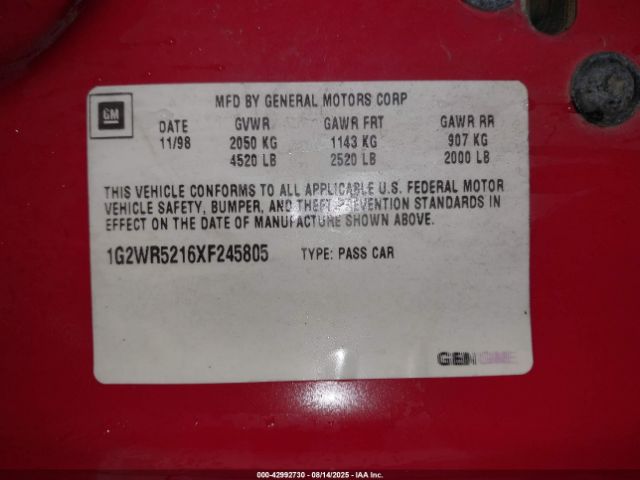 GM
MFD BY GENERAL MOTORS CORP
DATE GVWR GAWR FRT GAWR RR
11/98 2050 KG 1143 KG 907 KG
4520 LB 2520 LB 2000 LB
THIS VEHICLE CONFORMS TO ALL APPLICABLE U.S. FEDERAL MOTOR
VEHICLE SAFETY, BUMPER, AND THEFT PREVENTION STANDARDS IN
EFFECT ON THE DATE OF MANUFACTURE SHOWN ABOVE.
1G2WR5216XF245805 TYPE: PASS CAR
000-42992730 - 08/14/2025 - IAA Inc.